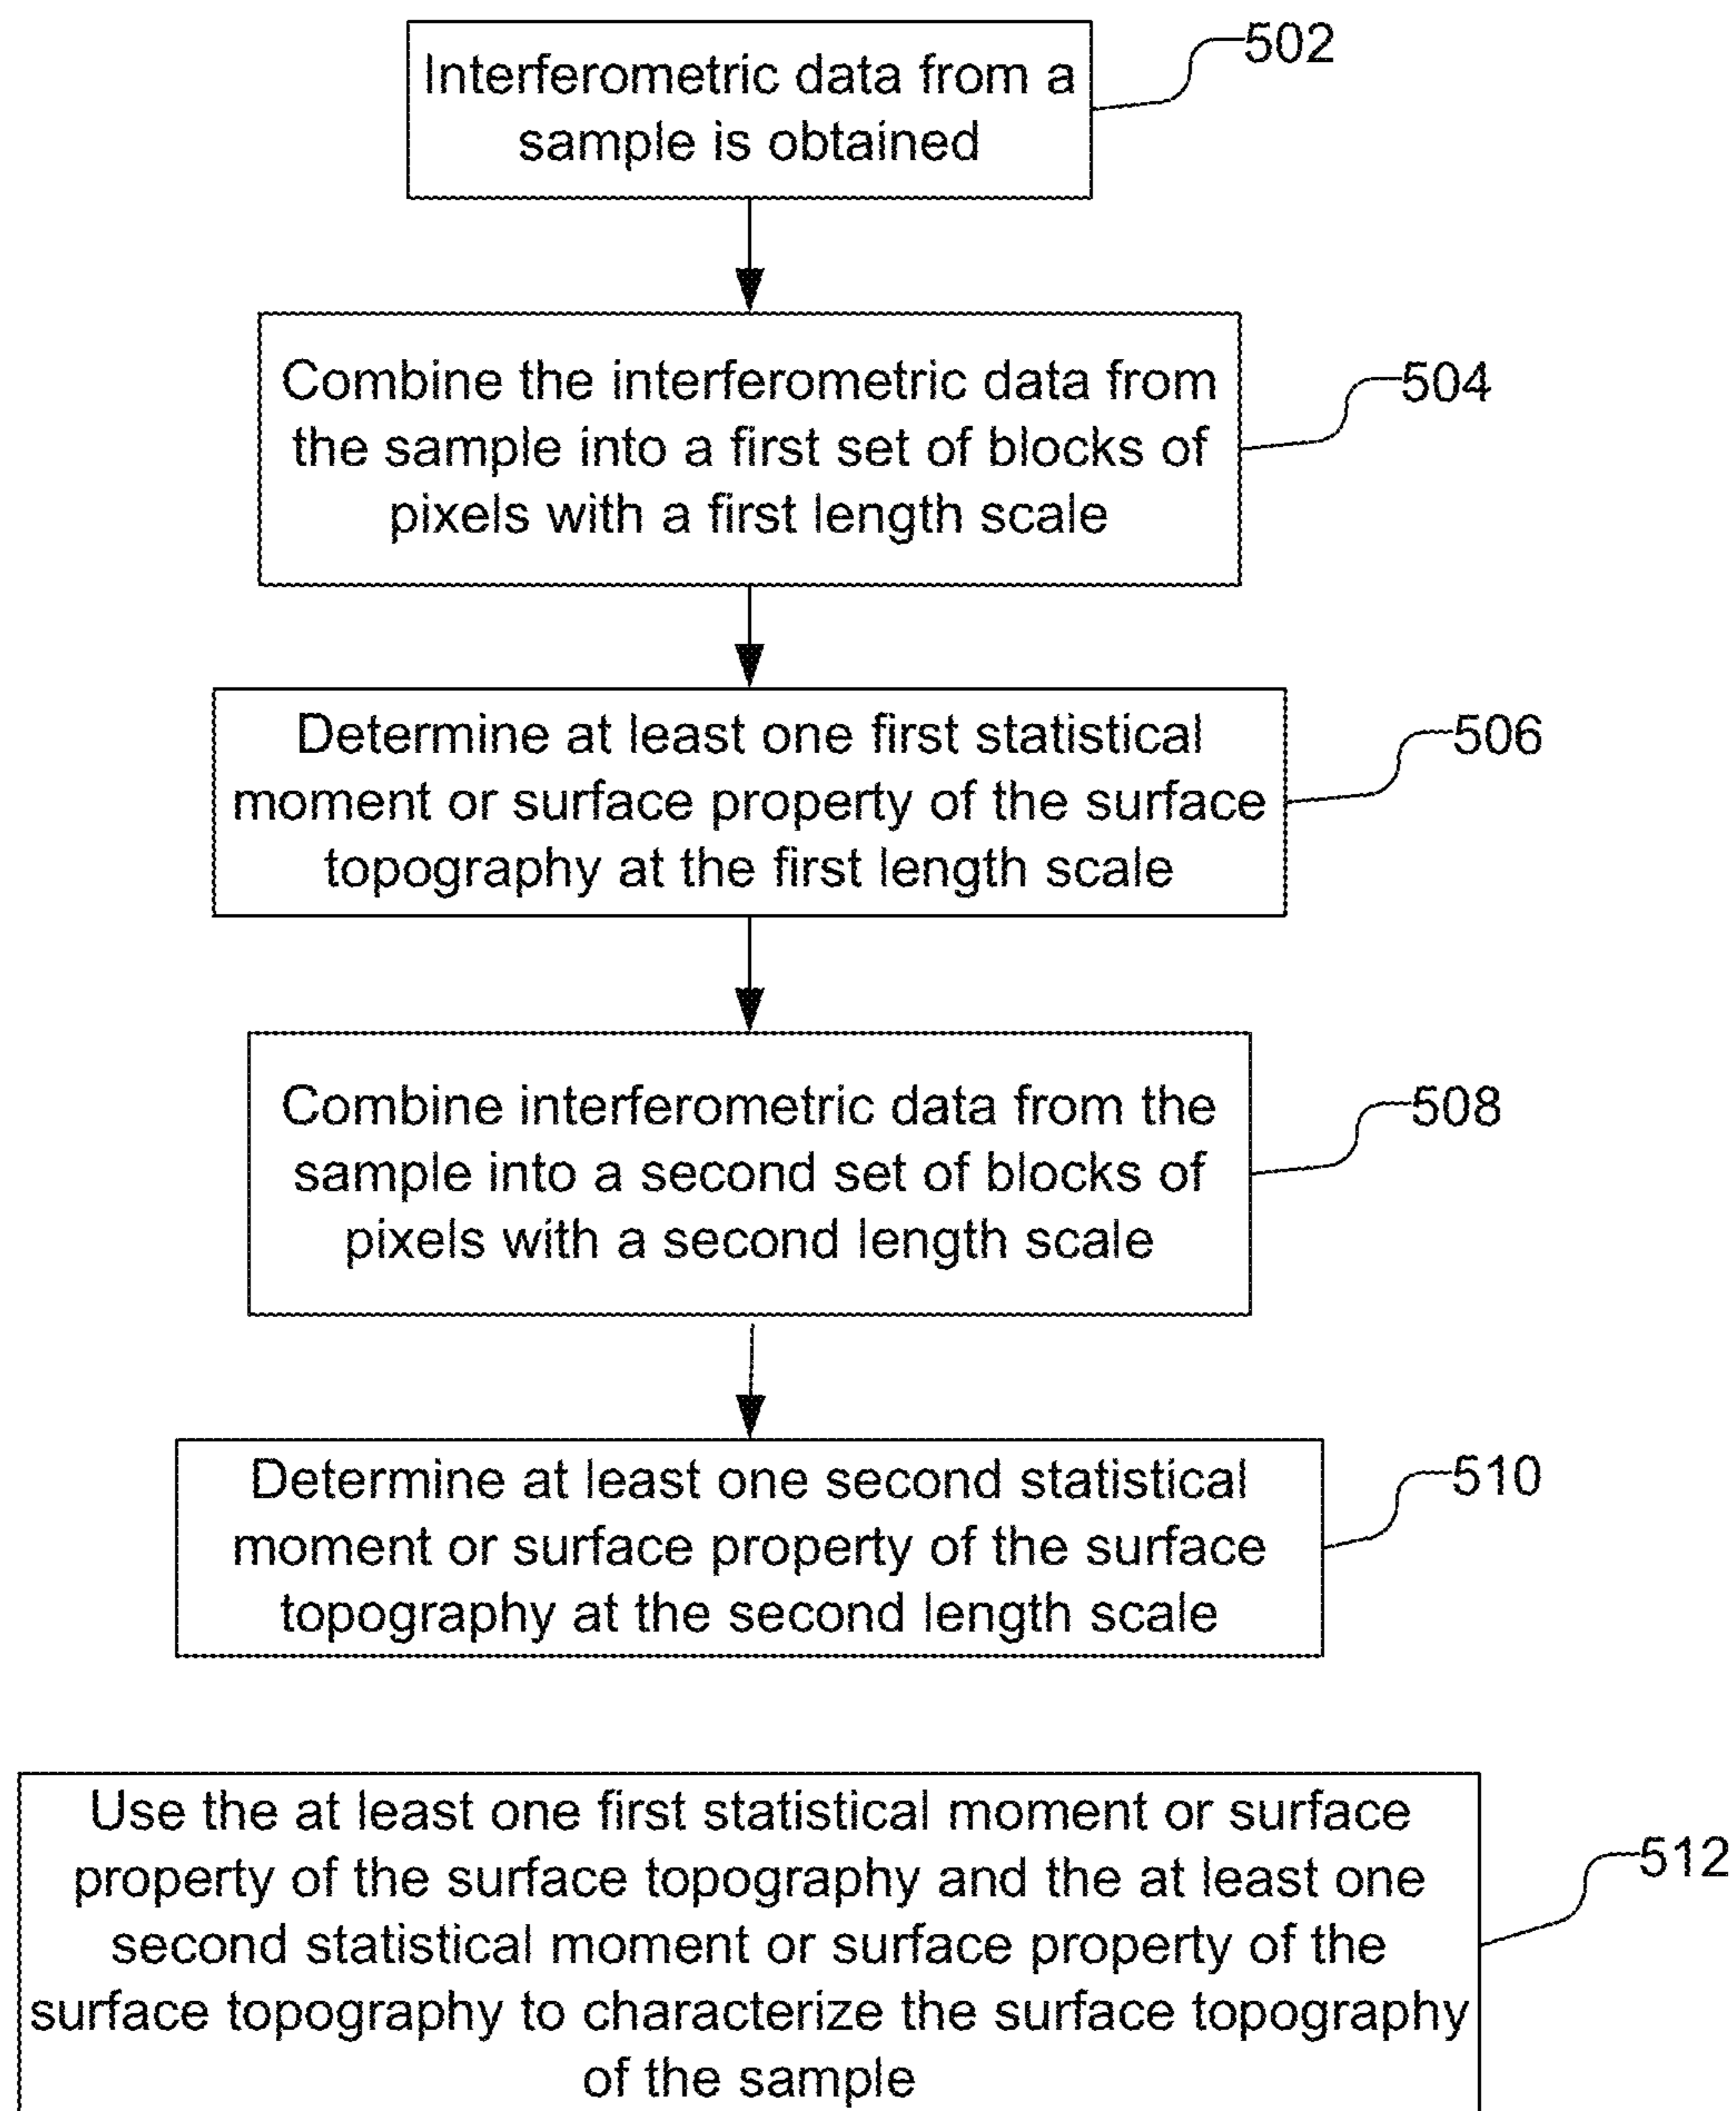 Interferometric data from a
sample is obtained
502
Combine the interferometric data from
the sample into a first set of blocks of
pixels with a first length scale
504
Determine at least one first statistical
moment or surface property of the surface
topography at the first length scale
506
Combine interferometric data from the
sample into a second set of blocks of
pixels with a second length scale
508
Determine at least one second statistical
moment or surface property of the surface
topography at the second length scale
510
Use the at least one first statistical moment or surface
property of the surface topography and the at least one
second statistical moment or surface property of the
surface topography to characterize the surface topography
of the sample
512